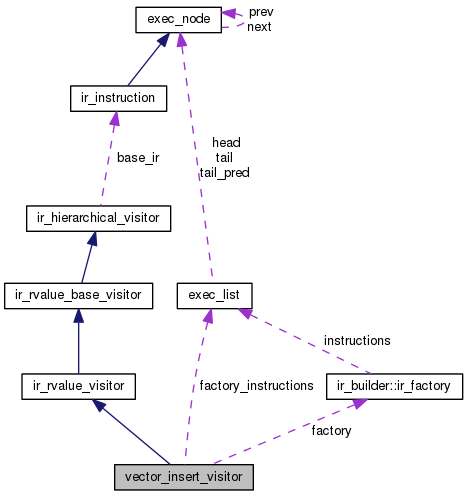 exec_node
prev
next
ir_instruction
head
tail
tail_pred
base_ir
ir_hierarchical_visitor
ir_rvalue_base_visitor
exec_list
instructions
ir_rvalue_visitor
factory_instructions
ir_builder::ir_factory
factory
vector_insert_visitor